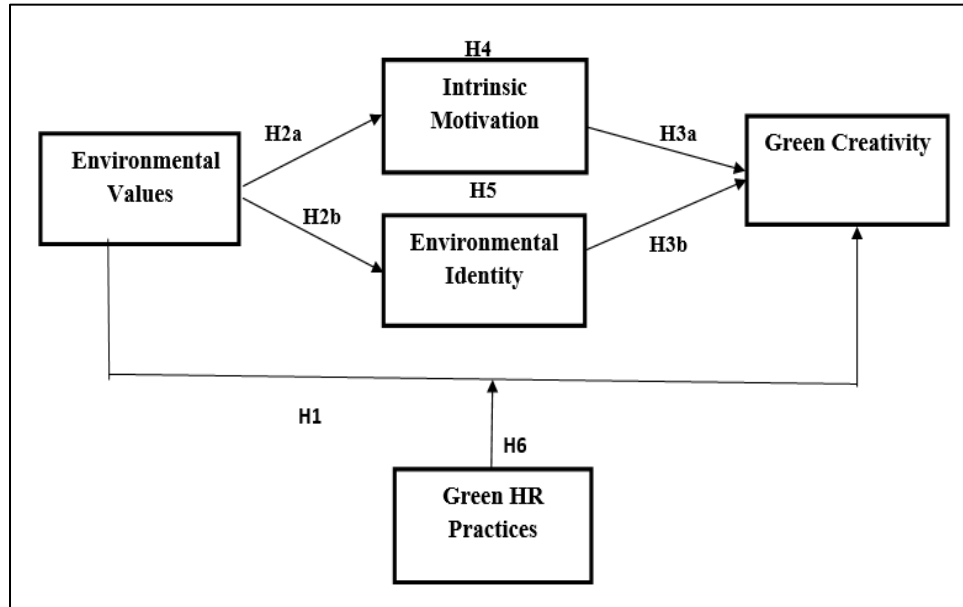 H4
Intrinsic
Motivation
H2a
H3a
Environmental
Values
Green Creativity
H5
H2b
Environmental
Identity
H3b
H1
H6
Green HR
Practices